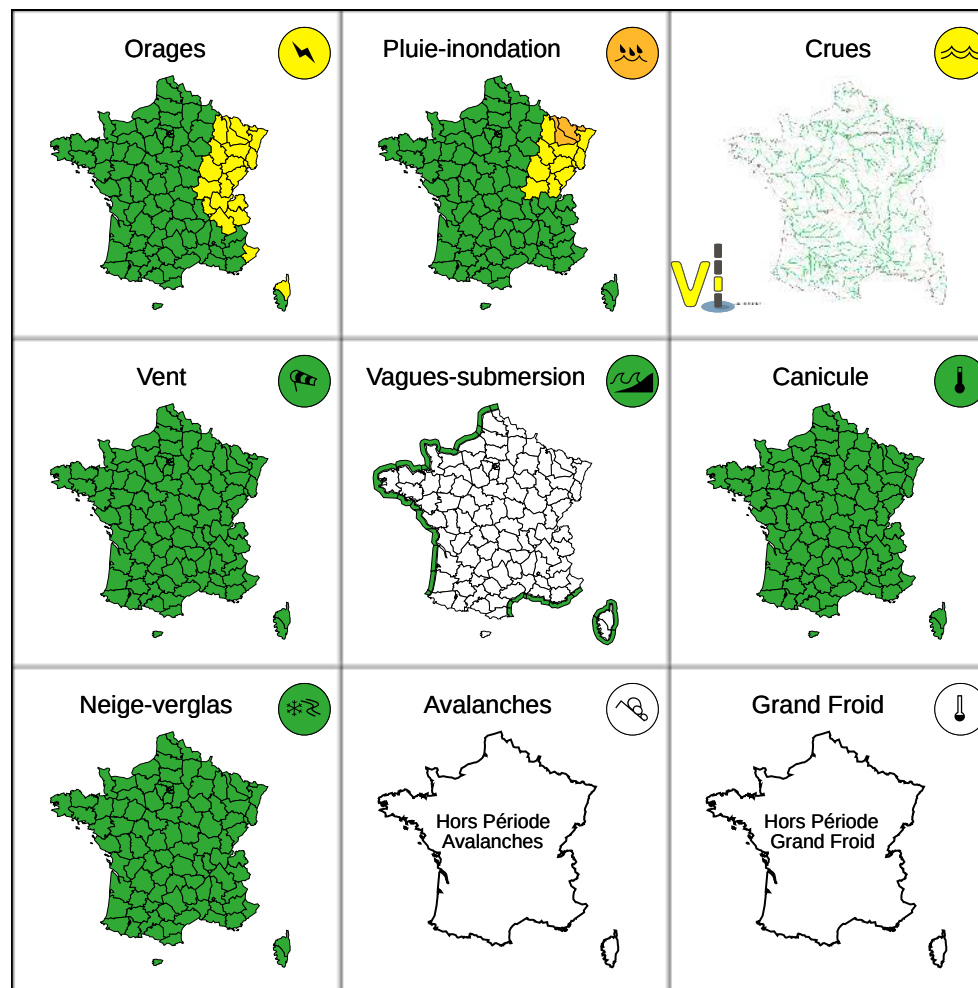 Orages
Pluie-inondation
Crues
Vi
Vent
Vagues-submersion
Canicule
Neige-verglas
Avalanches
Grand Froid
Hors Période
Avalanches
Hors Période
Grand Froid